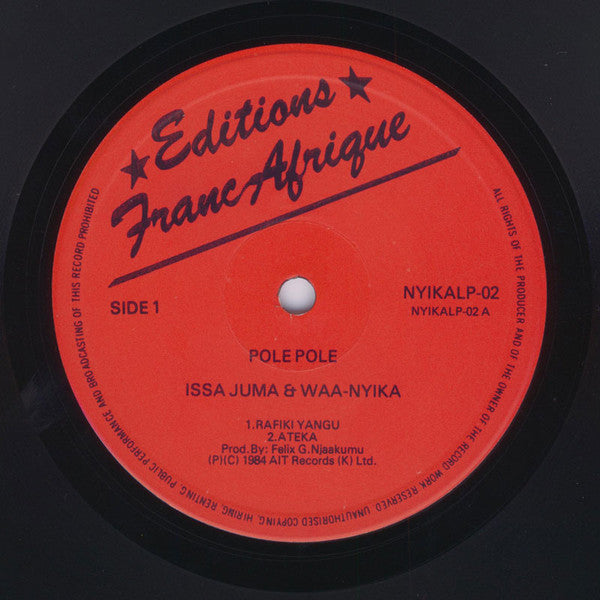 ★Editions★
FrancAfrique
SIDE 1
NYIKALP-02
NYIKALP-02 A
POLE POLE
ISSA JUMA & WAA-NYIKA
1.RAFIKI YANGU
2.ATEKA
Prod.By: Felix G.Njaakumu
(P)(C) 1984 AIT Records (K) Ltd.
ALL RIGHTS OF THE PRODUCER AND OF THE OWNER OF THE RECORD WORK RESERVED. UNAUTHORISED COPYING, HIRING, RENTING, PUBLIC PERFORMANCE AND BROADCASTING OF THIS RECORD PROHIBITED